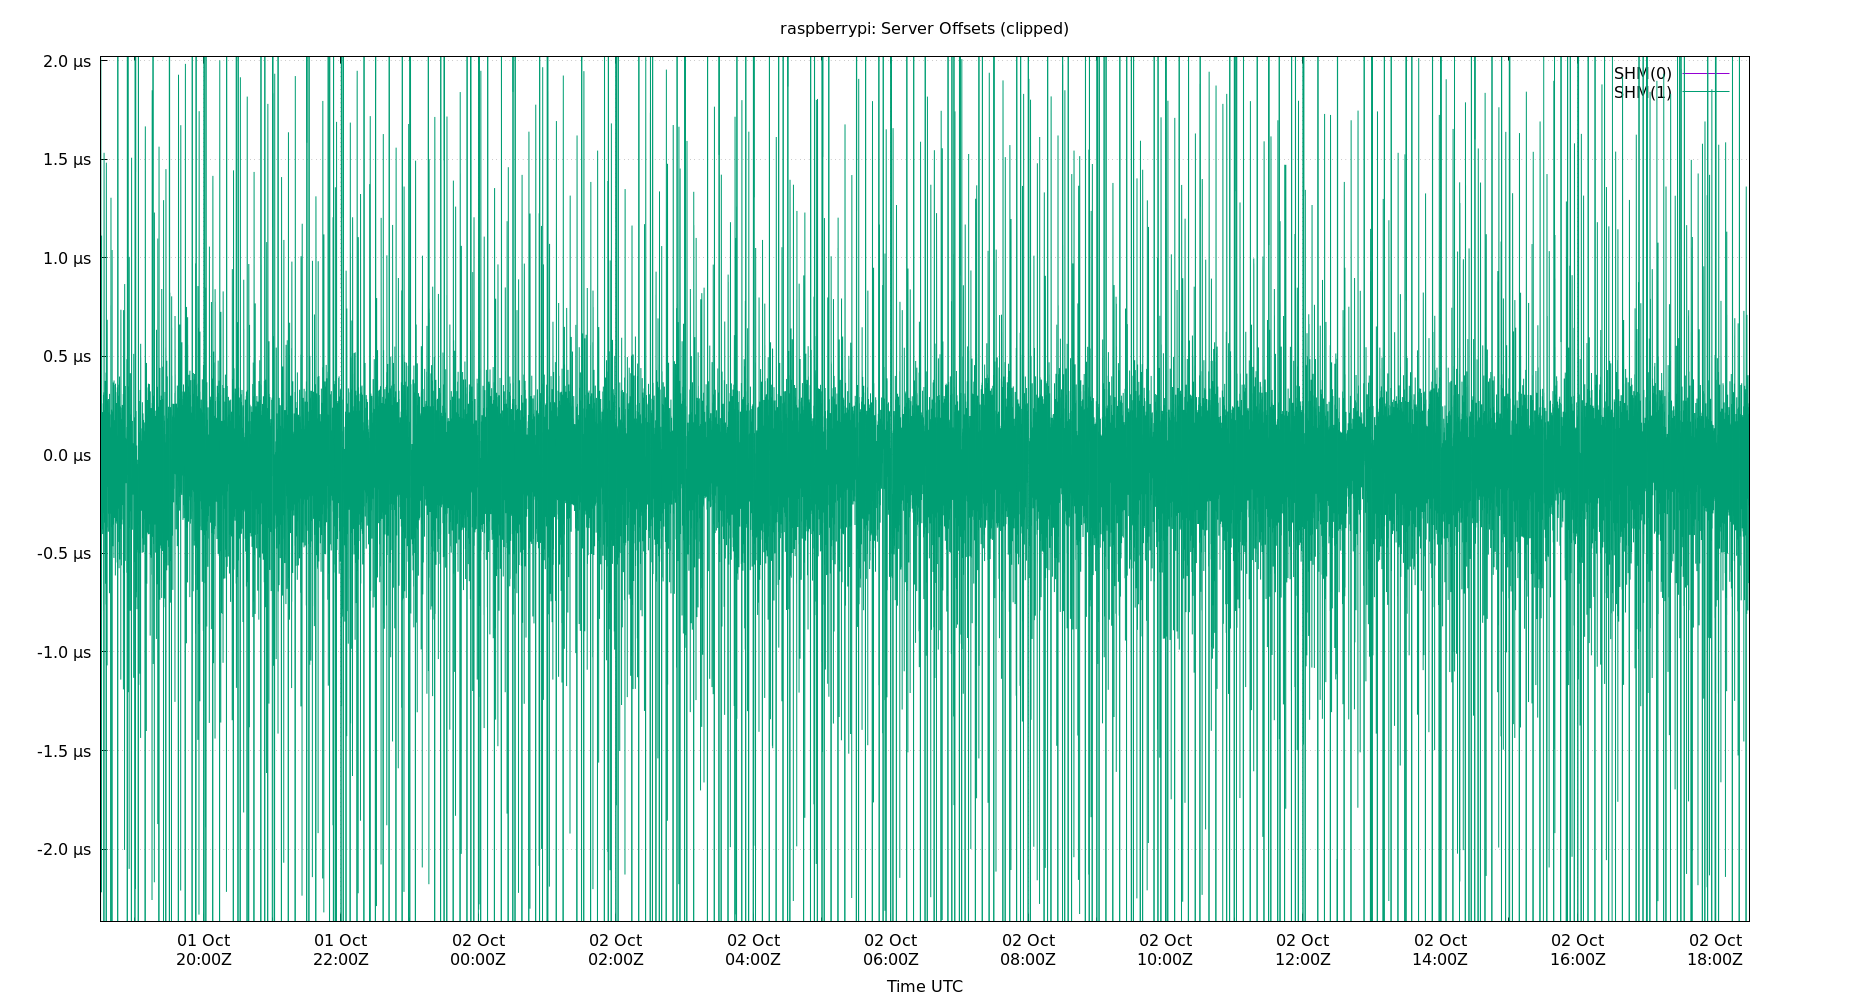 raspberrypi: Server Offsets (clipped)
2.0 µs
1.5 µs
1.0 µs
0.5 µs
0.0 µs
-0.5 µs
-1.0 µs
-1.5 µs
-2.0 µs
SHM(0)
SHM(1)
01 Oct 01 Oct 02 Oct 02 Oct 02 Oct 02 Oct 02 Oct 02 Oct 02 Oct 02 Oct 02 Oct 02 Oct
20:00Z 22:00Z 00:00Z 02:00Z 04:00Z 06:00Z 08:00Z 10:00Z 12:00Z 14:00Z 16:00Z 18:00Z
Time UTC